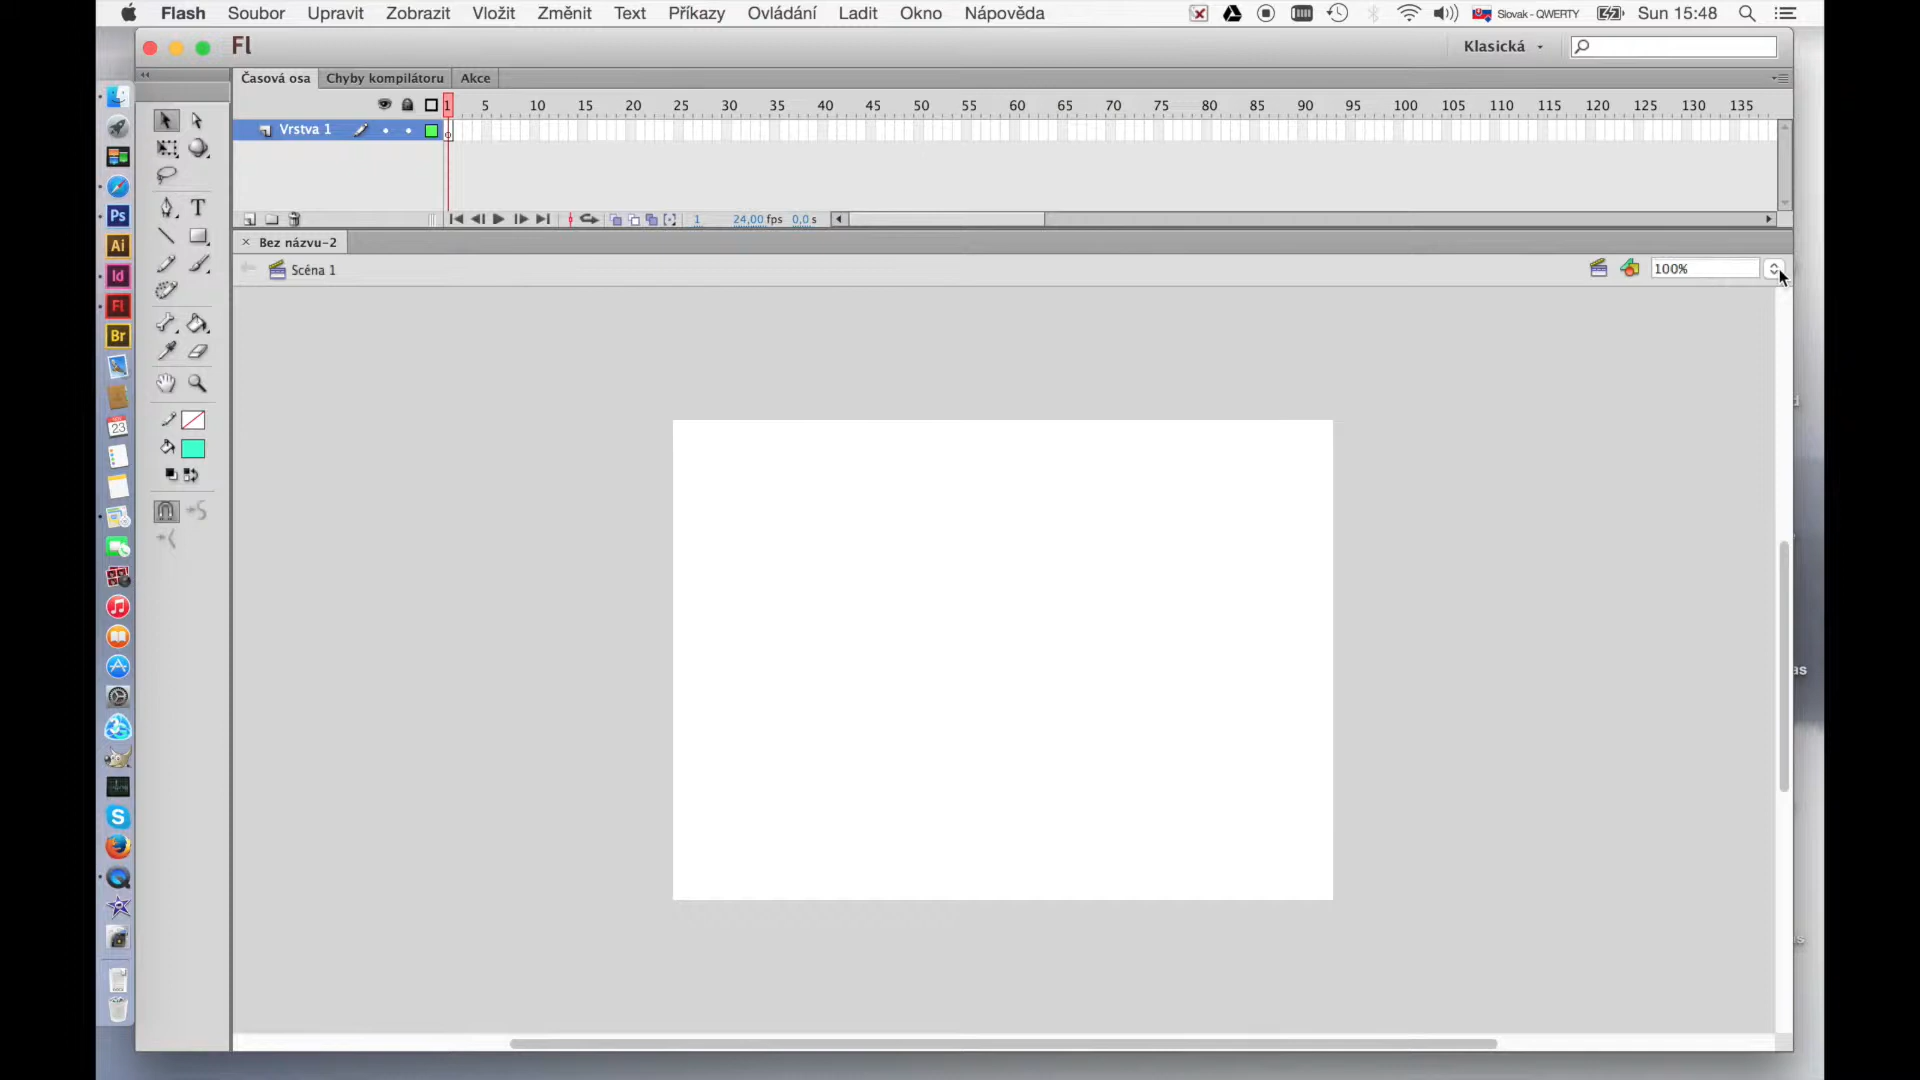 Flash Soubor Upravit Zobrazit Vložit Změnit Text Příkazy Ovládání Ladit Okno Nápověda Slovak - QWERTY Sun 15:48
Fl Klasická
Časová osa Chyby kompilátoru Akce
1 5 10 15 20 25 30 35 40 45 50 55 60 65 70 75 80 85 90 95 100 105 110 115 120 125 130 135
Vrstva 1
1 24,00 fps 0,0 s
Bez názvu-2
Scéna 1 100%
T
Ps
Ai
Id
Fl
Br
23
S
as